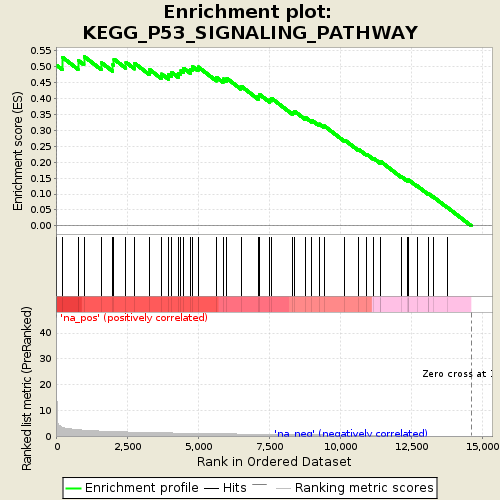 Enrichment plot:
KEGG_P53_SIGNALING_PATHWAY
Enrichment score (ES)
0.55
0.50
0.45
0.40
0.35
0.30
0.25
0.20
0.15
0.10
0.05
0.00
'na_pos' (positively correlated)
Ranked list metric (PreRanked)
40
30
20
10
0
Zero cross at 1
'na_neg' (negatively correlated)
0
2,500
5,000
7,500
10,000
12,500
15,000
Rank in Ordered Dataset
Enrichment profile
Hits
Ranking metric scores